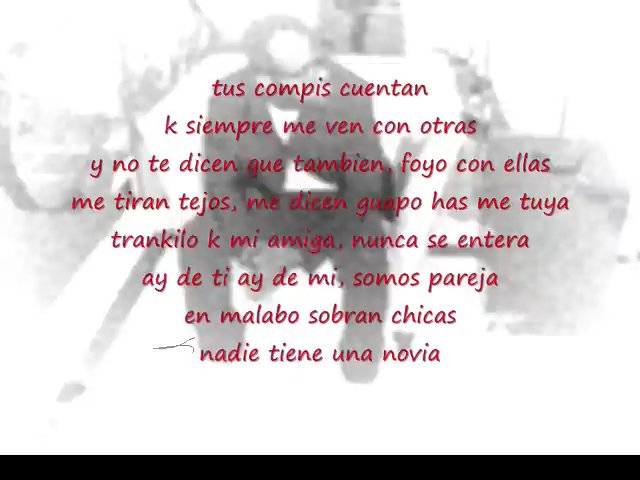 tus compis cuentan
k siempre me ven con otras
y no te dicen que tambien, foyo con ellas
me tiran tejos, me dicen guapo has me tuya
trankilo k mi amiga, nunca se entera
ay de ti ay de mi, somos pareja
en malabo sobran chicas
nadie tiene una novia